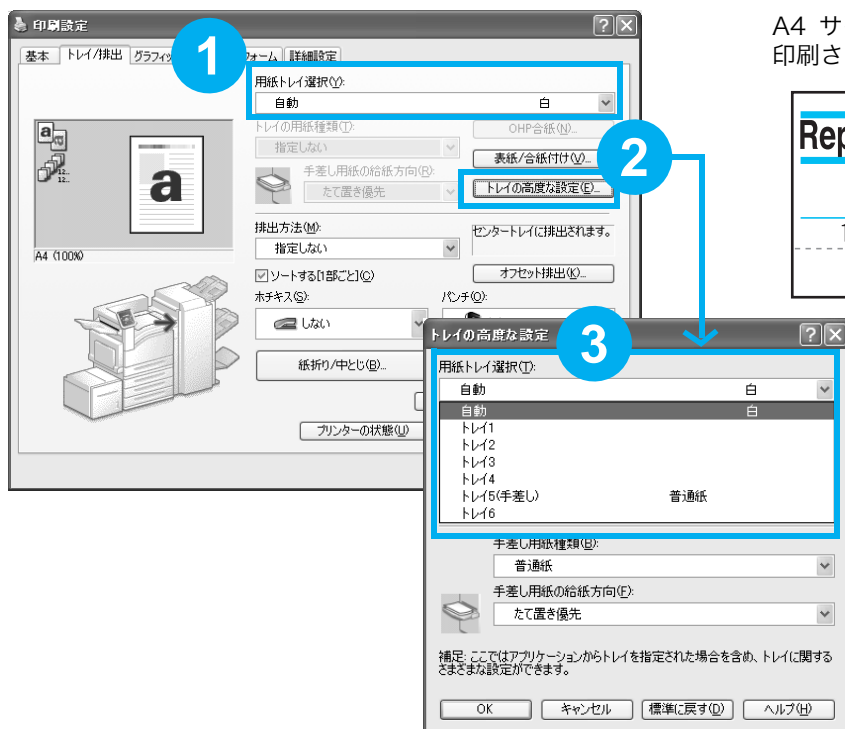 印刷設定
基本 トレイ/排出 グラフィッ ォーム 詳細設定
1
用紙トレイ選択(Y):
自動 白
トレイの用紙種類(T):
指定しない
OHP合紙(N)...
手差し用紙の給紙方向(R):
たて置き優先
表紙/合紙付け(V)...
トレイの高度な設定(E)...
2
a
A4 (100%)
排出方法(M):
指定しない
センタートレイに排出されます。
ソートする[1部ごと](C)
オフセット排出(K)...
ホチキス(S):
しない
パンチ(O):
紙折り/中とじ(B)...
プリンターの状態(U)
A4 サ
印刷さ
Rep
1
トレイの高度な設定
3
用紙トレイ選択(T):
自動 白
自動 白
トレイ1
トレイ2
トレイ3
トレイ4
トレイ5(手差し) 普通紙
トレイ6
手差し用紙種類(B):
普通紙
手差し用紙の給紙方向(F):
たて置き優先
補足: ここではアプリケーションからトレイを指定された場合を含め、トレイに関する
さまざまな設定ができます。
OK キャンセル 標準に戻す(D) ヘルプ(H)